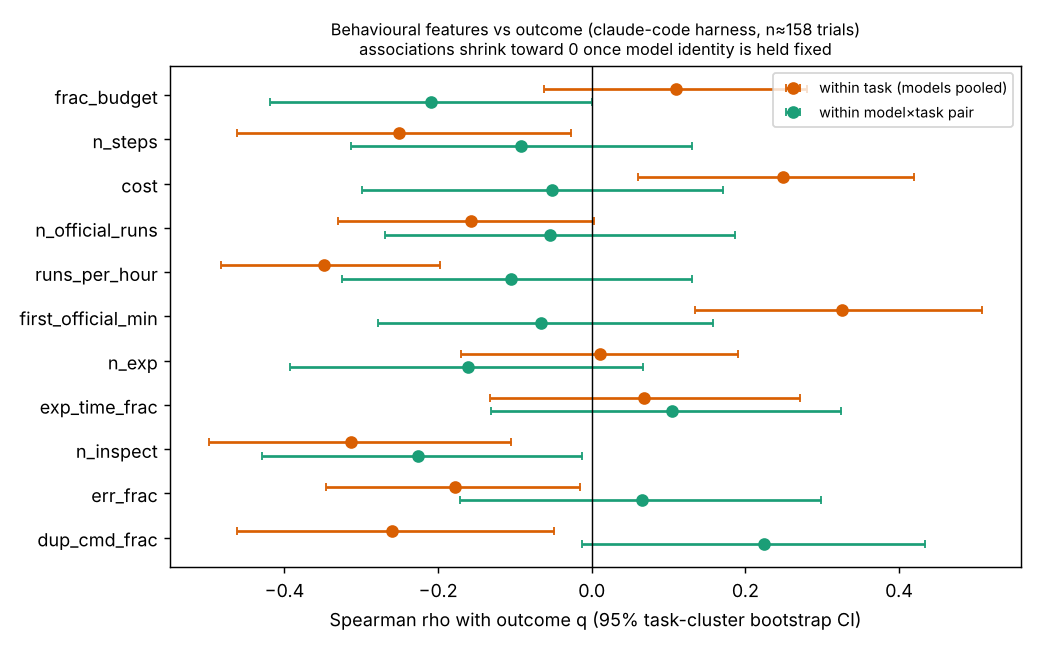 Behavioural features vs outcome (claude-code harness, n≈158 trials)
associations shrink toward 0 once model identity is held fixed
within task (models pooled)
within model×task pair
frac_budget
n_steps
cost
n_official_runs
runs_per_hour
first_official_min
n_exp
exp_time_frac
n_inspect
err_frac
dup_cmd_frac
−0.4 −0.2 0.0 0.2 0.4
Spearman rho with outcome q (95% task-cluster bootstrap CI)